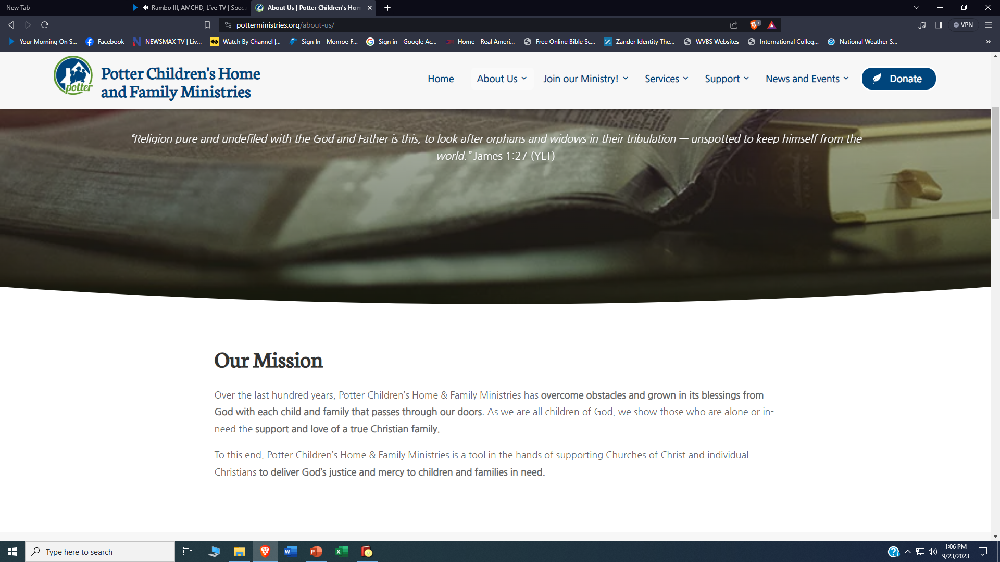 New Tab
Rambo III, AMCHD, Live TV | Spect
About Us | Potter Children's Hom
potterministries.org/about-us/
3
VPN
Your Morning On S...
Facebook
NEWSMAX TV | Liv...
Watch By Channel |...
Sign In - Monroe F...
Sign in - Google Ac...
Home - Real Ameri...
Free Online Bible Sc...
Zander Identity The...
WVBS Websites
International Colleg...
National Weather S...
potter
Potter Children's Home
and Family Ministries
Home
About Us
Join our Ministry!
Services
Support
News and Events
Donate
“Religion pure and undefiled with the God and Father is this, to look after orphans and widows in their tribulation — unspotted to keep himself from the
world.” James 1:27 (YLT)
Our Mission
Over the last hundred years, Potter Children’s Home & Family Ministries has overcome obstacles and grown in its blessings from
God with each child and family that passes through our doors. As we are all children of God, we show those who are alone or in-
need the support and love of a true Christian family.
To this end, Potter Children’s Home & Family Ministries is a tool in the hands of supporting Churches of Christ and individual
Christians to deliver God’s justice and mercy to children and families in need.
Type here to search
1:06 PM
9/23/2023